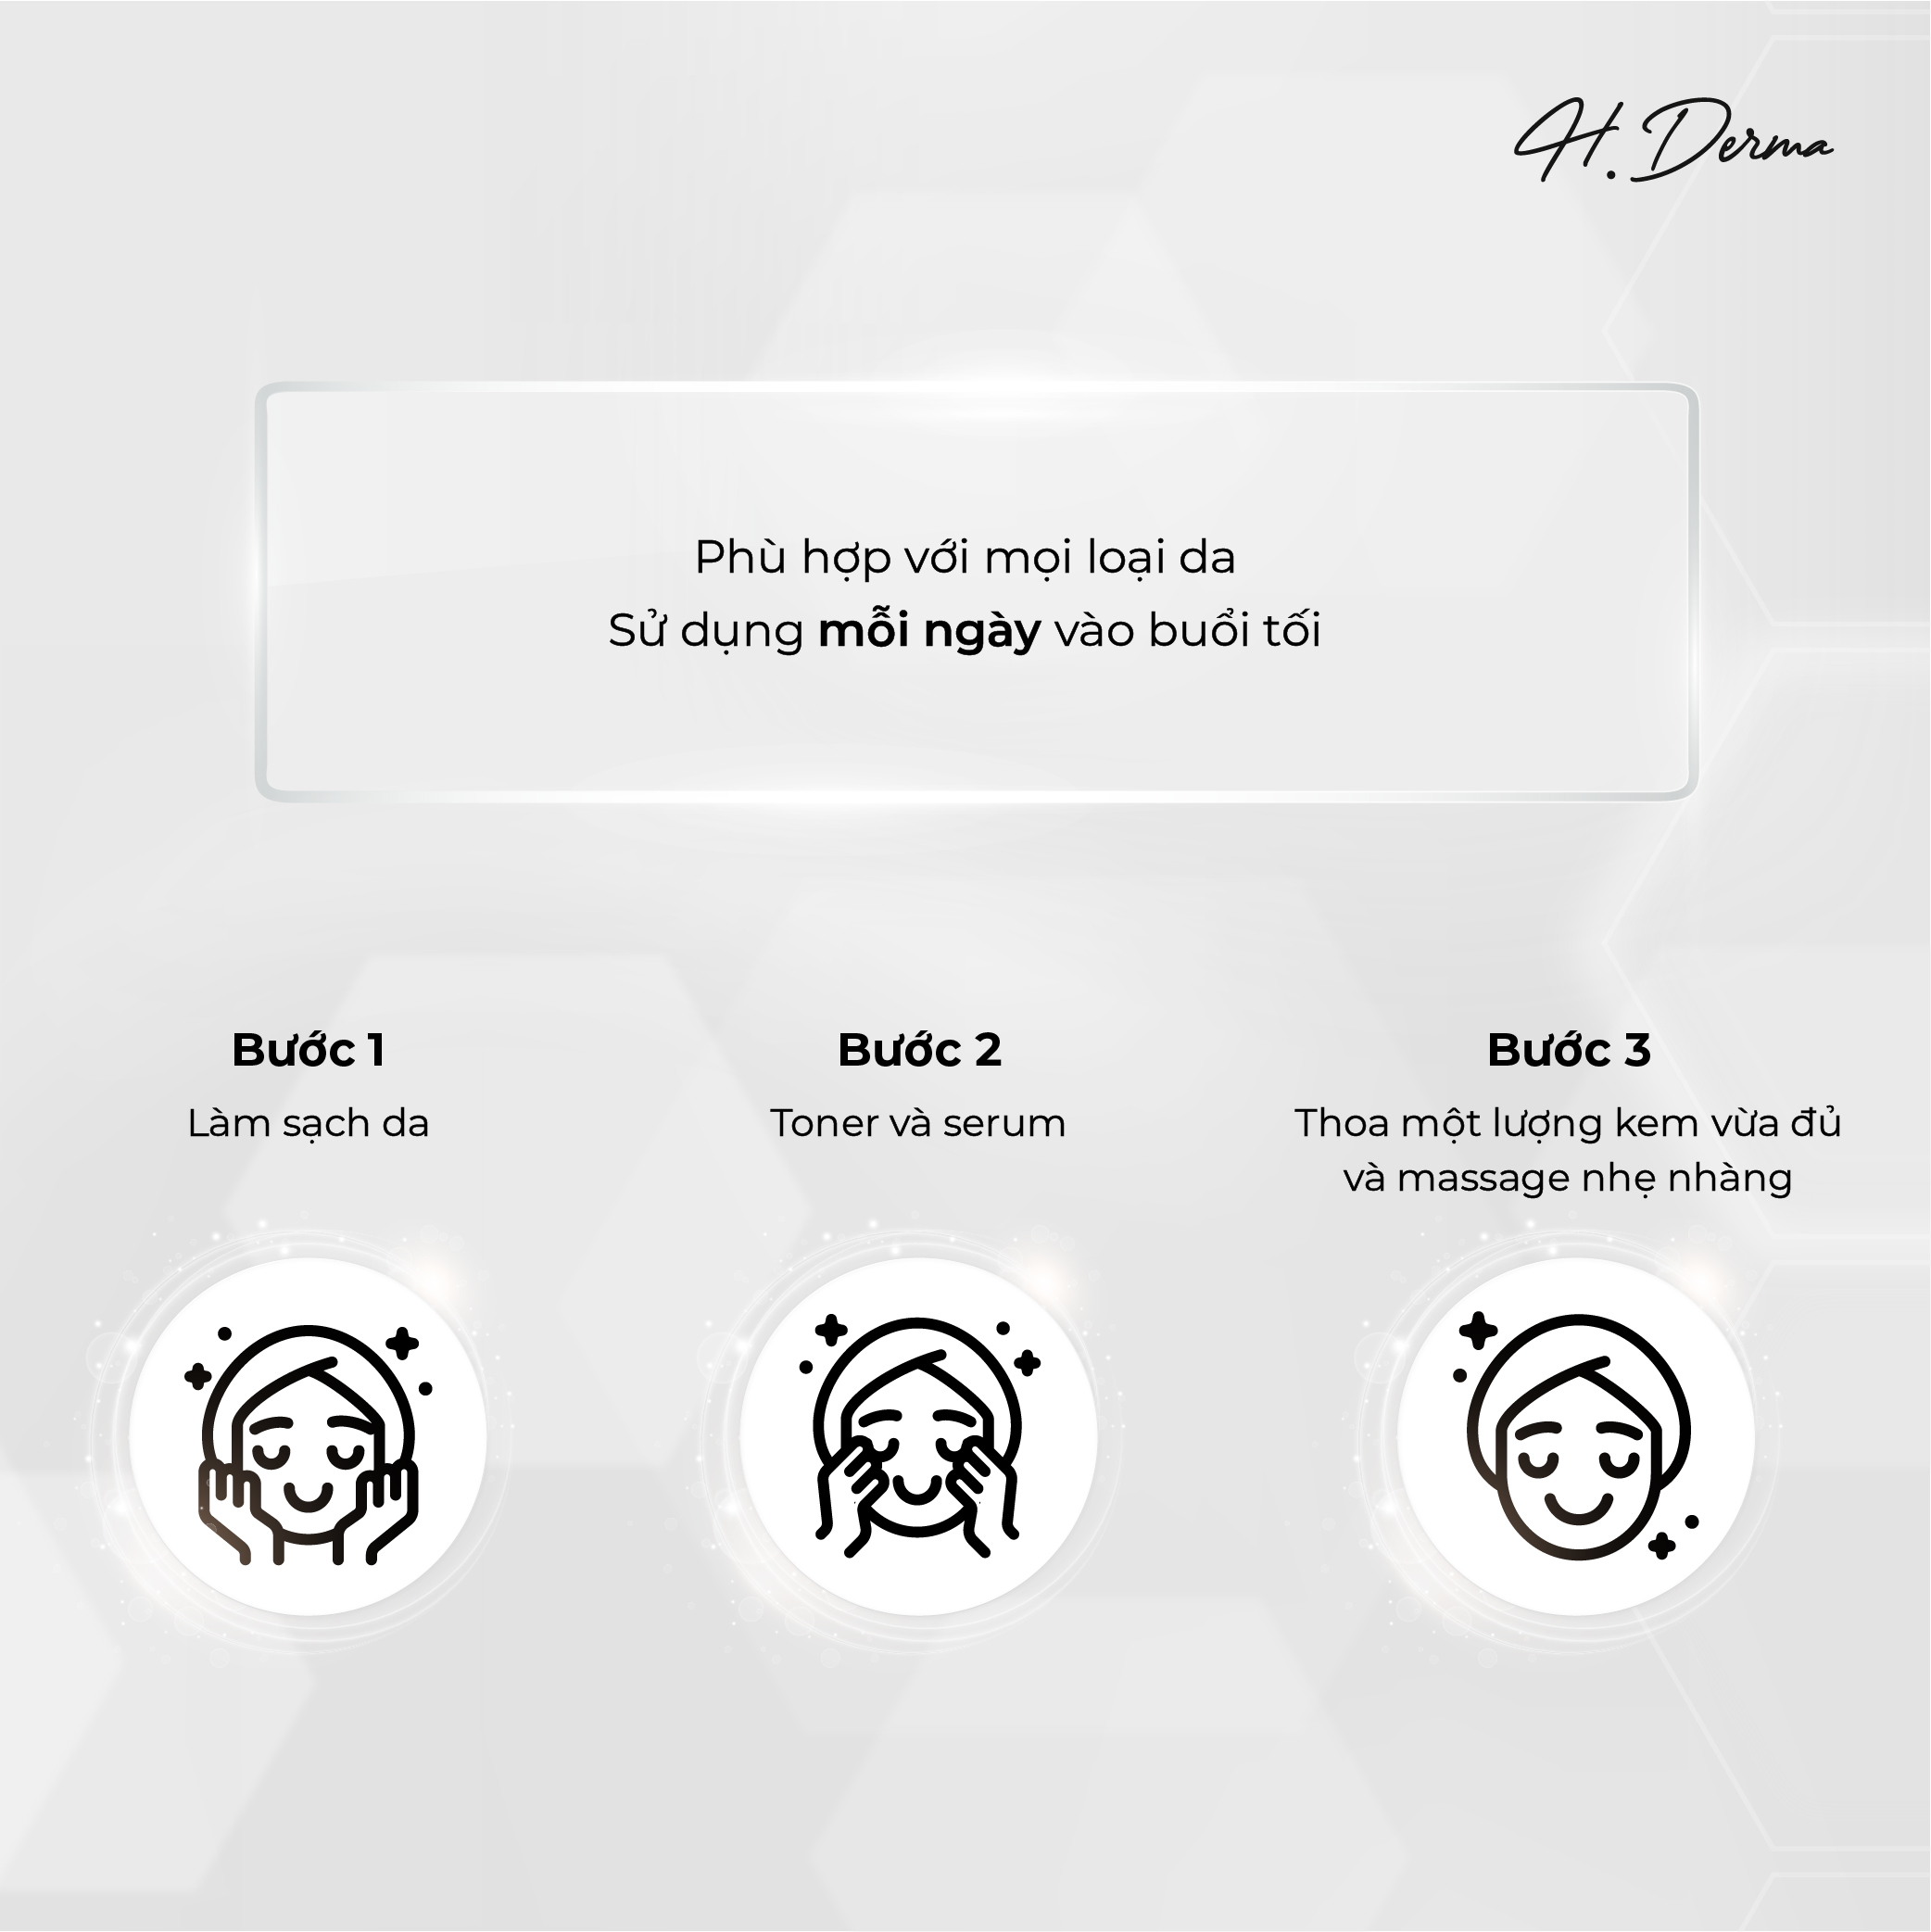 H. Derma
Phù hợp với mọi loại da
Sử dụng mỗi ngày vào buổi tối
Bước 1
Làm sạch da
Bước 2
Toner và serum
Bước 3
Thoa một lượng kem vừa đủ
và massage nhẹ nhàng